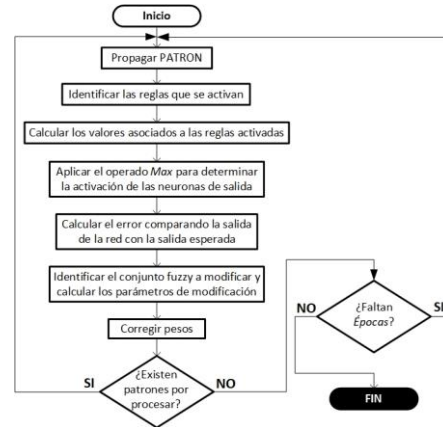 Inicio
Propagar PATRON
Identificar las reglas que se activan
Calcular los valores asociados a las reglas activadas
Aplicar el operado Max para determinar
la activación de las neuronas de salida
Calcular el error comparando la salida
de la red con la salida esperada
Identificar el conjunto fuzzy a modificar y
calcular los parámetros de modificación
Corregir pesos
SI
¿Existen
patrones por
procesar?
NO
NO
¿Faltan
Épocas?
SI
FIN